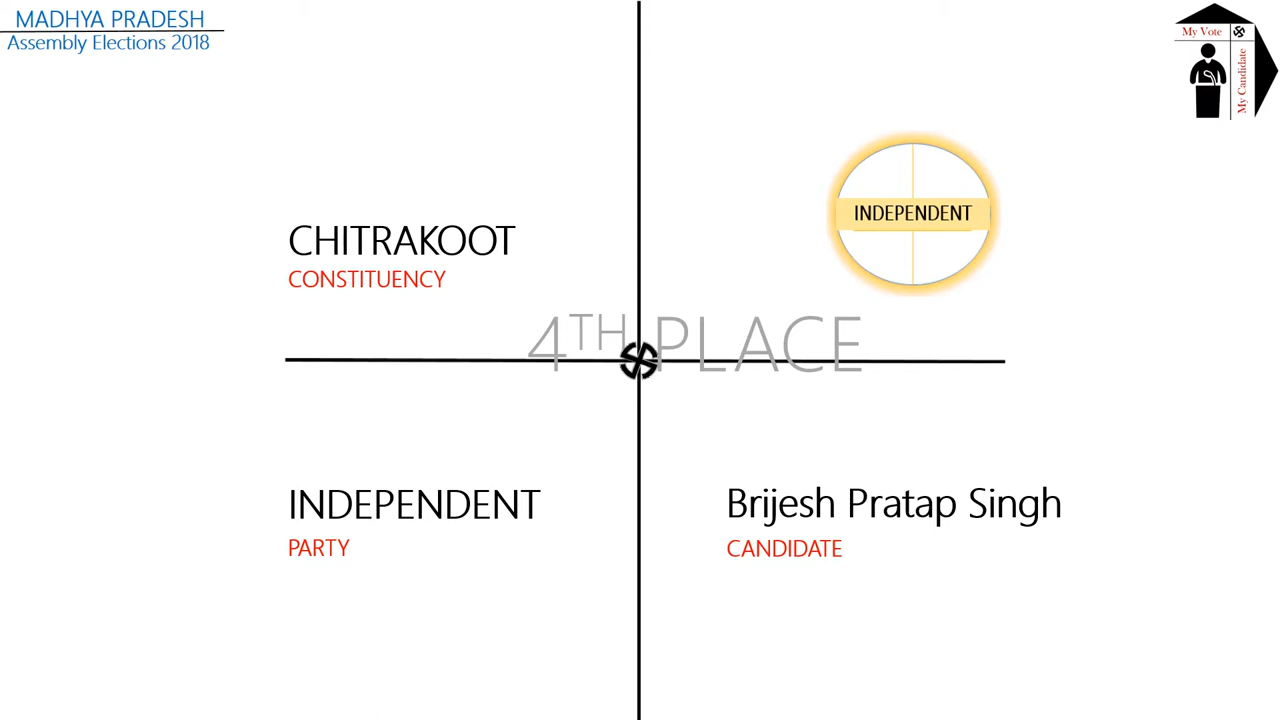 MADHYA PRADESH
Assembly Elections 2018
My Vote
My Candidate
INDEPENDENT
CHITRAKOOT
CONSTITUENCY
4TH PLACE
INDEPENDENT
PARTY
Brijesh Pratap Singh
CANDIDATE